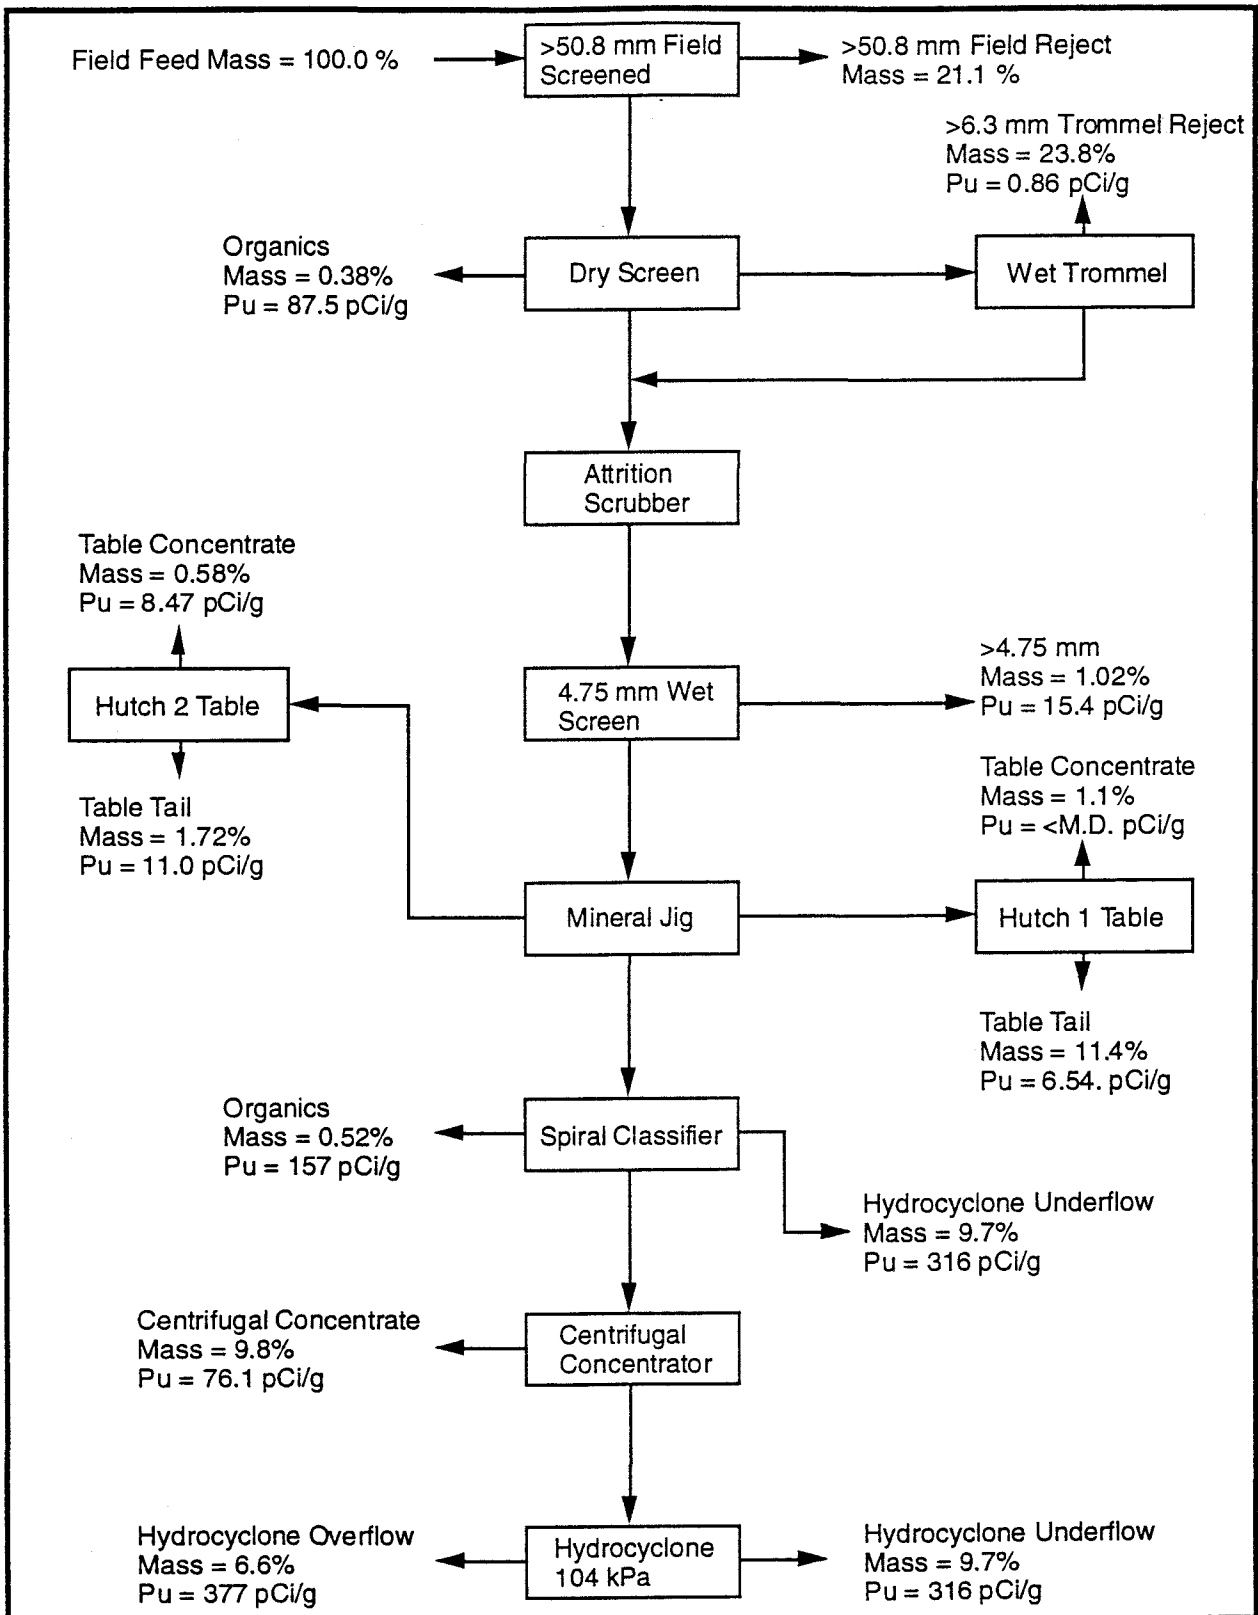 Field Feed Mass = 100.0 %
>50.8 mm Field
Screened
>50.8 mm Field Reject
Mass = 21.1 %
>6.3 mm Trommel Reject
Mass = 23.8%
Pu = 0.86 pCi/g
Organics
Mass = 0.38%
Pu = 87.5 pCi/g
Dry Screen
Wet Trommel
Attrition
Scrubber
Table Concentrate
Mass = 0.58%
Pu = 8.47 pCi/g
Hutch 2 Table
4.75 mm Wet
Screen
>4.75 mm
Mass = 1.02%
Pu = 15.4 pCi/g
Table Tail
Mass = 1.72%
Pu = 11.0 pCi/g
Table Concentrate
Mass = 1.1%
Pu = <M.D. pCi/g
Mineral Jig
Hutch 1 Table
Table Tail
Mass = 11.4%
Pu = 6.54. pCi/g
Organics
Mass = 0.52%
Pu = 157 pCi/g
Spiral Classifier
Hydrocyclone Underflow
Mass = 9.7%
Pu = 316 pCi/g
Centrifugal Concentrate
Mass = 9.8%
Pu = 76.1 pCi/g
Centrifugal
Concentrator
Hydrocyclone Overflow
Mass = 6.6%
Pu = 377 pCi/g
Hydrocyclone
104 kPa
Hydrocyclone Underflow
Mass = 9.7%
Pu = 316 pCi/g